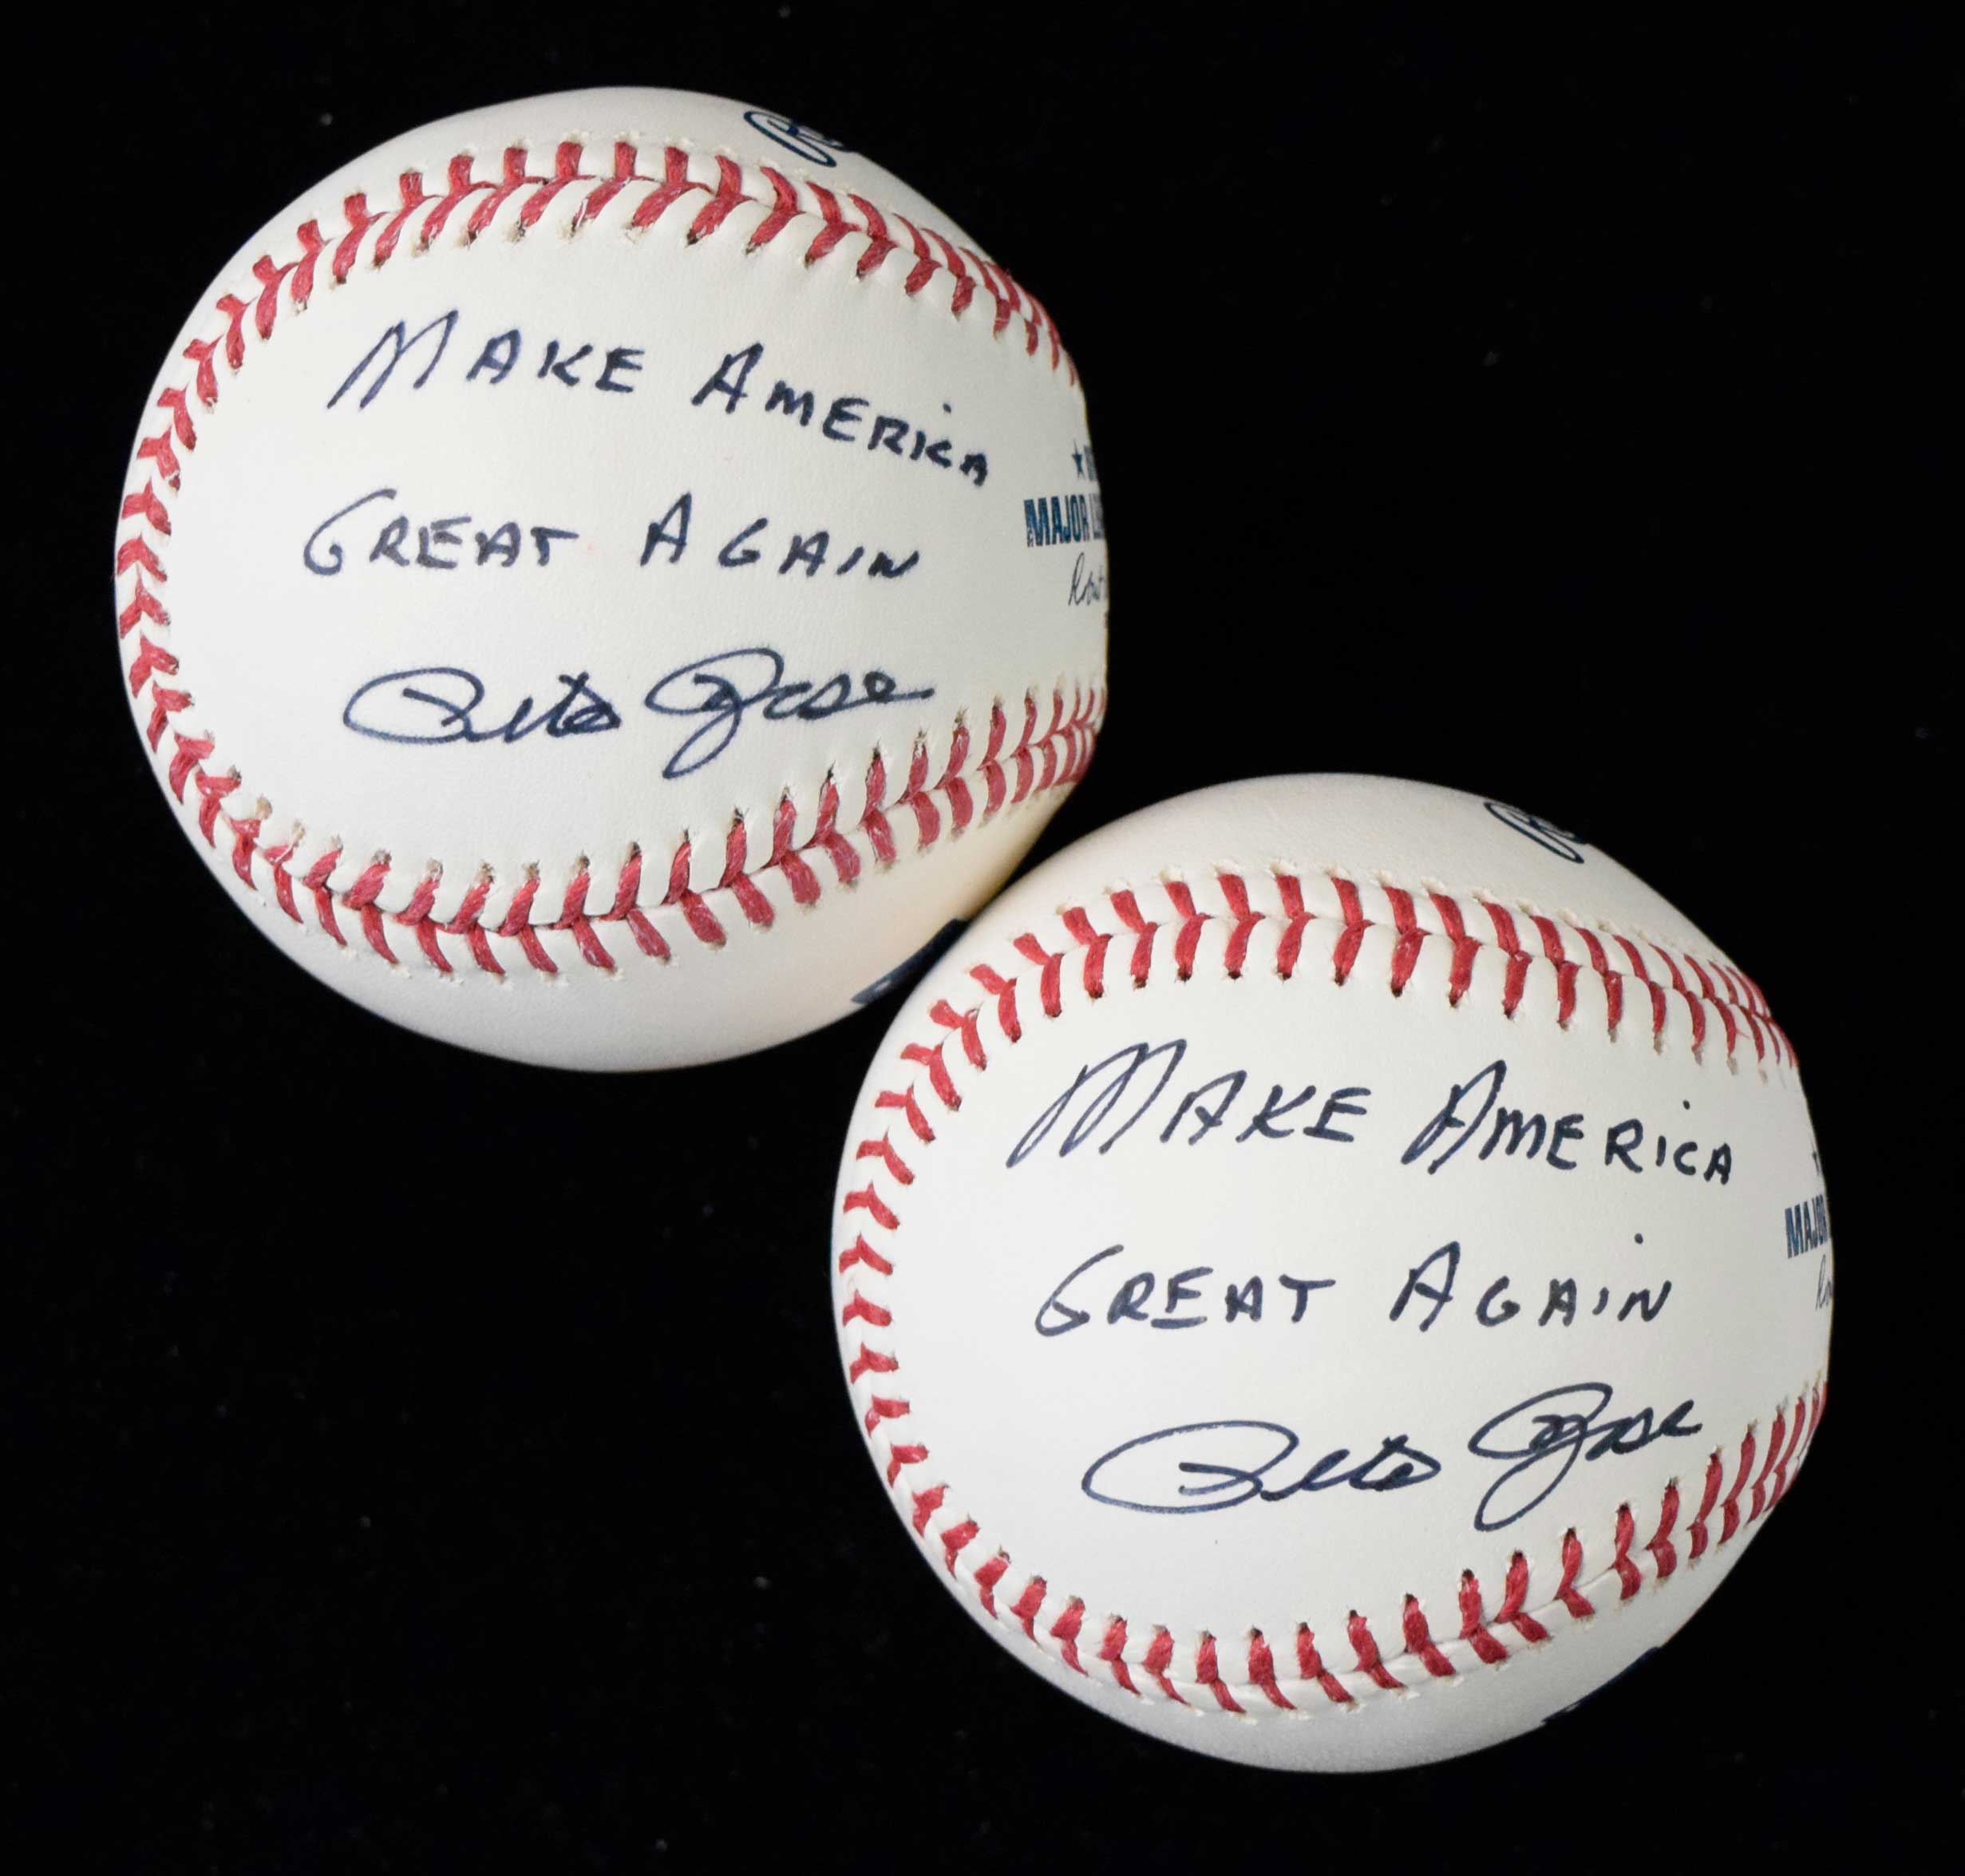 MAKE AMERICA
GREAT AGAIN
Pete Rose
MAJOR
MAKE AMERICA
GREAT AGAIN
Pete Rose